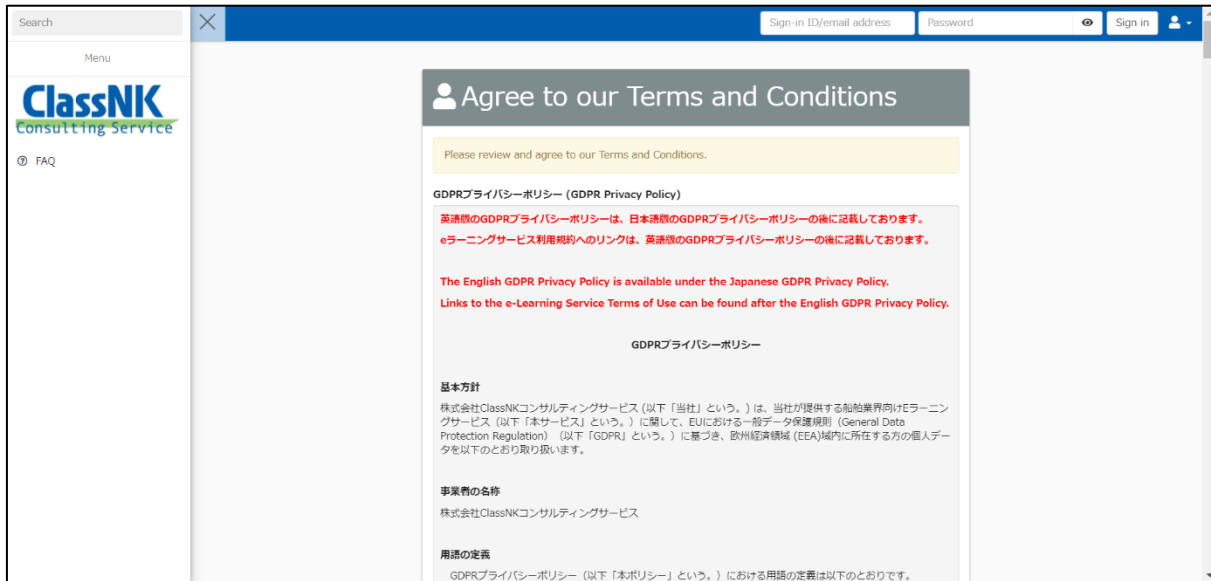 Search
Sign-in ID/email address
Password
Sign in
Menu
ClassNK
Consulting Service
FAQ
Agree to our Terms and Conditions
Please review and agree to our Terms and Conditions.
GDPRプライバシーポリシー (GDPR Privacy Policy)
英語版のGDPRプライバシーポリシーは、日本語版のGDPRプライバシーポリシーの後に記載しております。
eラーニングサービス利用規約へのリンクは、英語版のGDPRプライバシーポリシーの後に記載しております。
The English GDPR Privacy Policy is available under the Japanese GDPR Privacy Policy.
Links to the e-Learning Service Terms of Use can be found after the English GDPR Privacy Policy.
GDPRプライバシーポリシー
基本方針
株式会社ClassNKコンサルティングサービス (以下「当社」という。) は、当社が提供する船舶業界向けEラーニン
グサービス（以下「本サービス」という。）に関して、EUにおける一般データ保護規則（General Data
Protection Regulation）（以下「GDPR」という。）に基づき、欧州経済領域 (EEA)域内に所在する方の個人デー
タを以下のとおり取り扱います。
事業者の名称
株式会社ClassNKコンサルティングサービス
用語の定義
GDPRプライバシーポリシー（以下「本ポリシー」という。）における用語の定義は以下のとおりです。